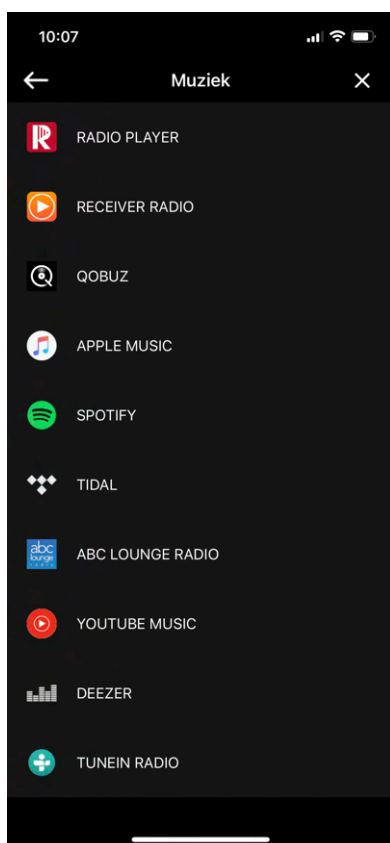 10:07
Muziek
RADIO PLAYER
RECEIVER RADIO
QOBUZ
APPLE MUSIC
SPOTIFY
TIDAL
abc
lounge
radio
ABC LOUNGE RADIO
YOUTUBE MUSIC
DEEZER
TUNEIN RADIO